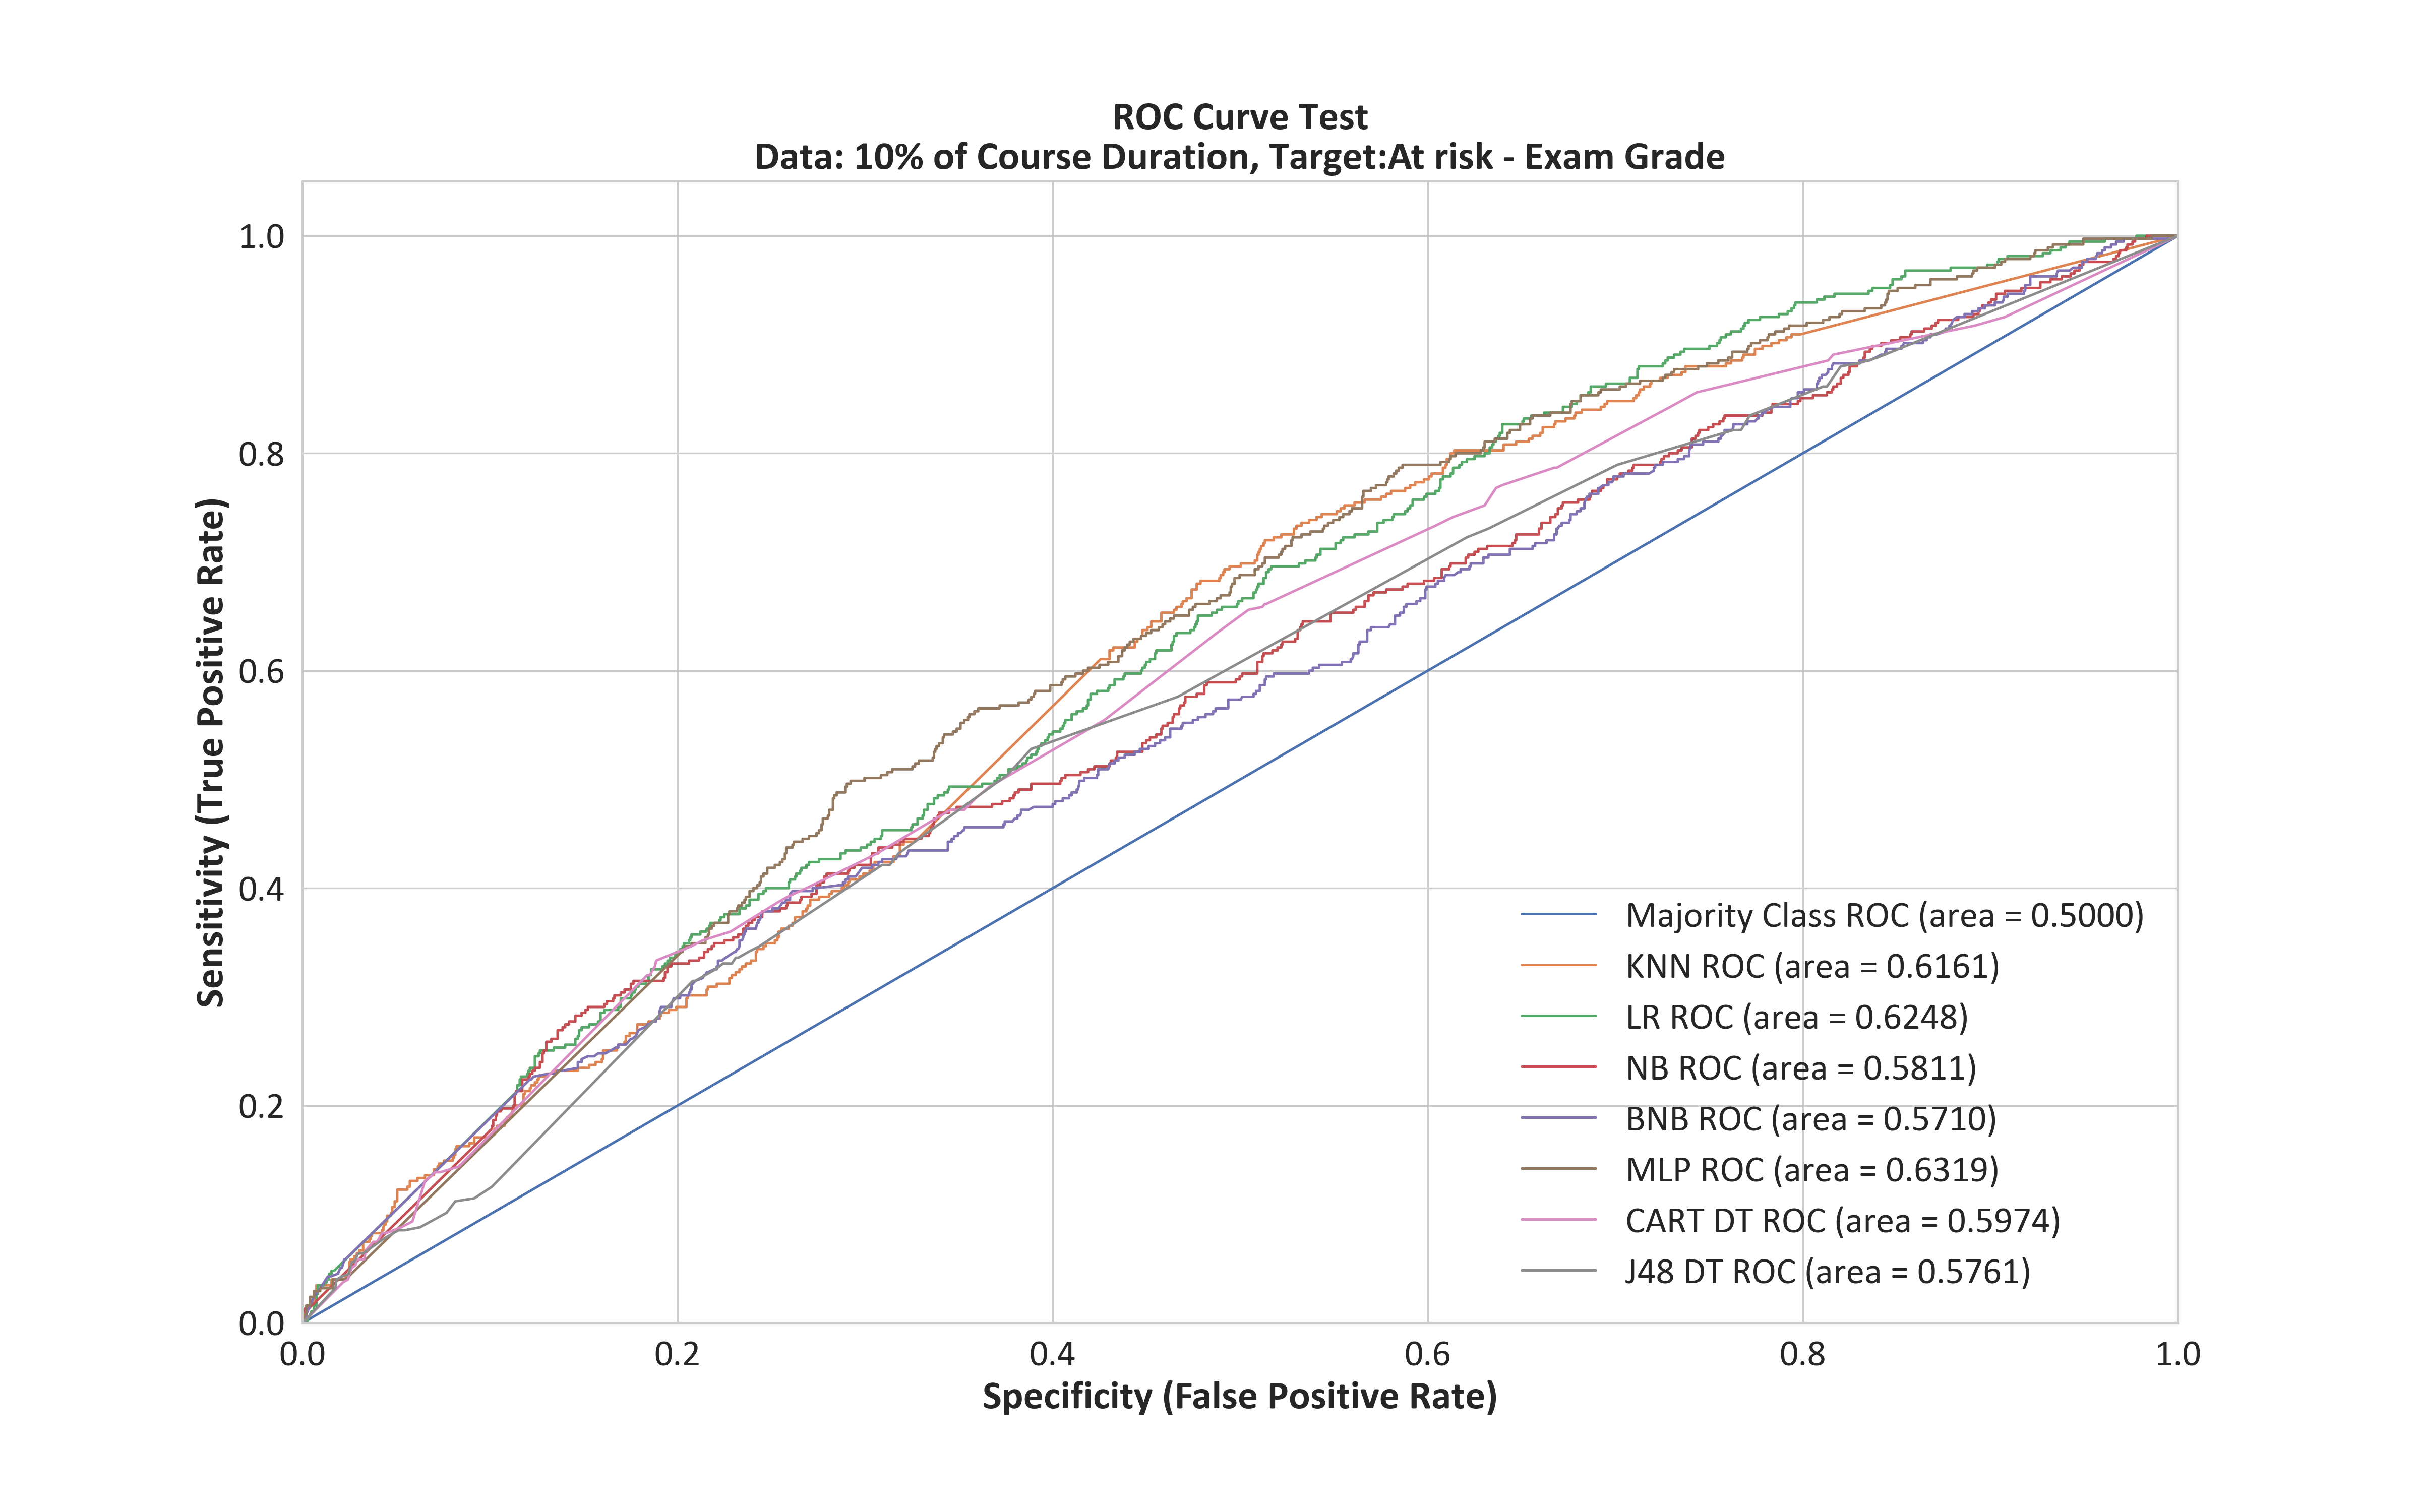 ROC Curve Test
Data: 10% of Course Duration, Target:At risk - Exam Grade
Sensitivity (True Positive Rate)
1.0
0.8
0.6
0.4
0.2
0.0
Majority Class ROC (area = 0.5000)
KNN ROC (area = 0.6161)
LR ROC (area = 0.6248)
NB ROC (area = 0.5811)
BNB ROC (area = 0.5710)
MLP ROC (area = 0.6319)
CART DT ROC (area = 0.5974)
J48 DT ROC (area = 0.5761)
0.0 0.2 0.4 0.6 0.8 1.0
Specificity (False Positive Rate)